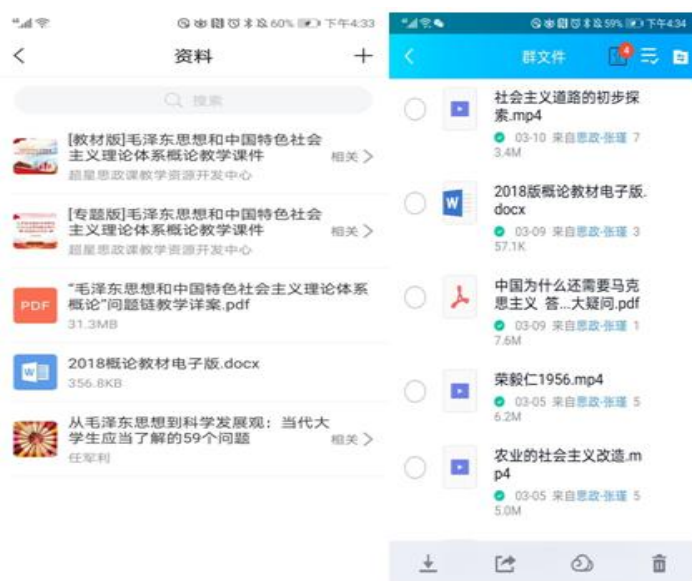 60% 下午4:33
资料
搜索
[教材版]毛泽东思想和中国特色社会
主义理论体系概论教学课件
相关
超星思政课教学资源开发中心
[专题版]毛泽东思想和中国特色社会
主义理论体系概论教学课件
相关
超星思政课教学资源开发中心
PDF
“毛泽东思想和中国特色社会主义理论体系
概论”问题链教学详案.pdf
31.3MB
W
2018概论教材电子版.docx
356.8KB
从毛泽东思想到科学发展观：当代大
学生应当了解的59个问题
相关
任军利
59% 下午4:34
群文件
4
社会主义道路的初步探
索.mp4
03-10 来自思政-张瑾 7
3.4M
W
2018版概论教材电子版.
docx
03-09 来自思政-张瑾 3
57.1K
中国为什么还需要马克
思主义 答...大疑问.pdf
03-09 来自思政-张瑾 1
7.6M
荣毅仁1956.mp4
03-05 来自思政-张瑾 5
6.2M
农业的社会主义改造.m
p4
03-05 来自思政-张瑾 5
5.0M